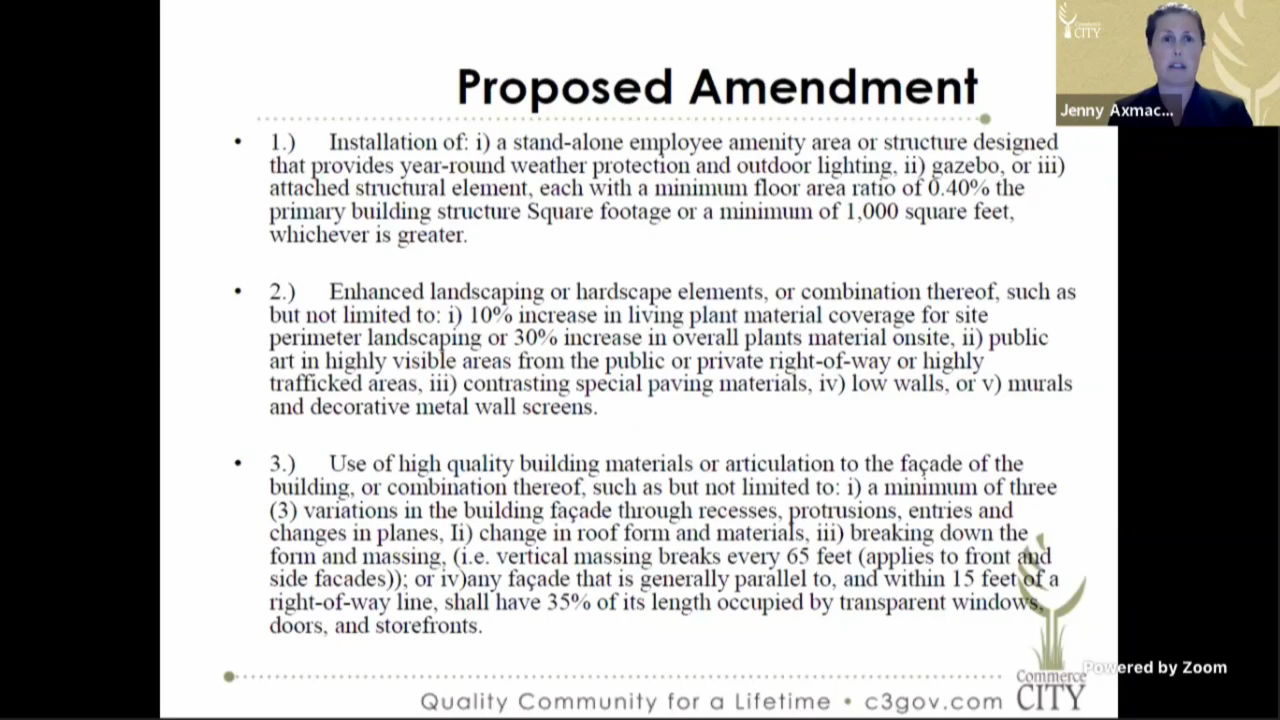 Commerce
CITY
Proposed Amendment
Jenny Axmac...
• 1.) Installation of: i) a stand-alone employee amenity area or structure designed
that provides year-round weather protection and outdoor lighting, ii) gazebo, or iii)
attached structural element, each with a minimum floor area ratio of 0.40% the
primary building structure Square footage or a minimum of 1,000 square feet,
whichever is greater.
• 2.) Enhanced landscaping or hardscape elements, or combination thereof, such as
but not limited to: i) 10% increase in living plant material coverage for site
perimeter landscaping or 30% increase in overall plants material onsite, ii) public
art in highly visible areas from the public or private right-of-way or highly
trafficked areas, iii) contrasting special paving materials, iv) low walls, or v) murals
and decorative metal wall screens.
• 3.) Use of high quality building materials or articulation to the façade of the
building, or combination thereof, such as but not limited to: i) a minimum of three
(3) variations in the building façade through recesses, protrusions, entries and
changes in planes, Ii) change in roof form and materials, iii) breaking down the
form and massing, (i.e. vertical massing breaks every 65 feet (applies to front and
side facades)); or iv)any façade that is generally parallel to, and within 15 feet of a
right-of-way line, shall have 35% of its length occupied by transparent windows,
doors, and storefronts.
Powered by Zoom
Commerce
CITY
Quality Community for a Lifetime • c3gov.com